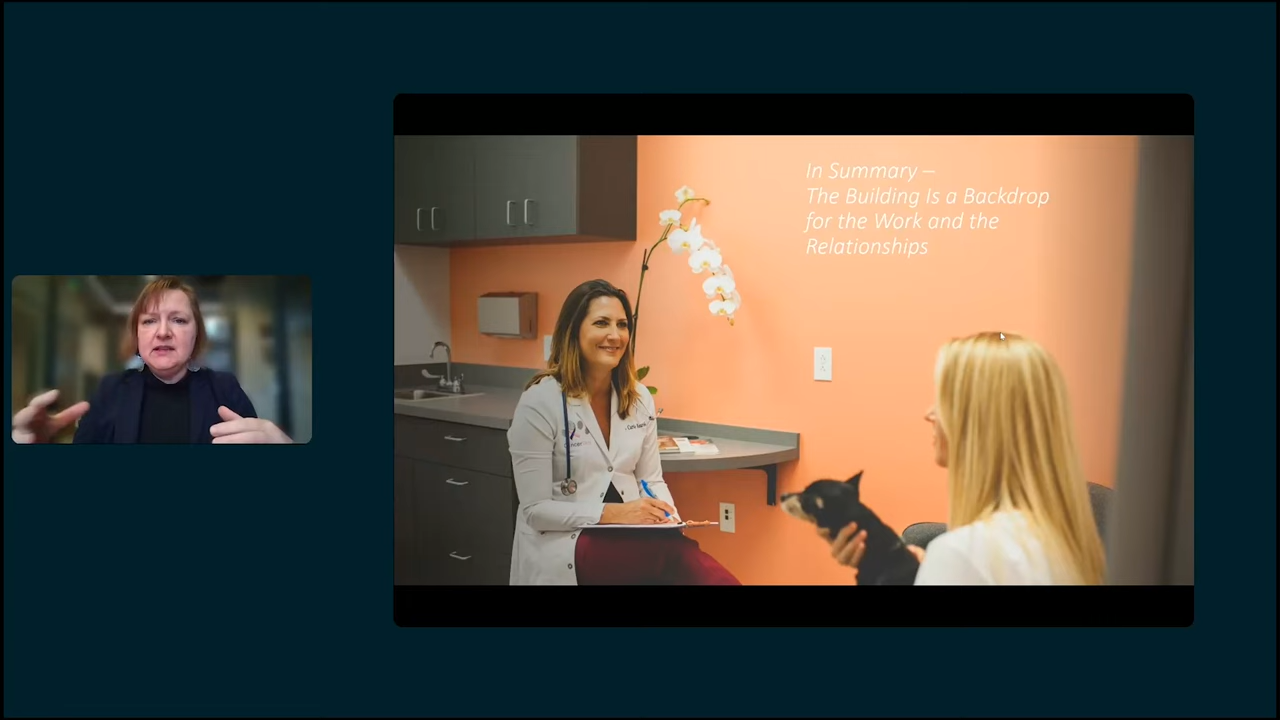 In Summary –
The Building Is a Backdrop
for the Work and the
Relationships